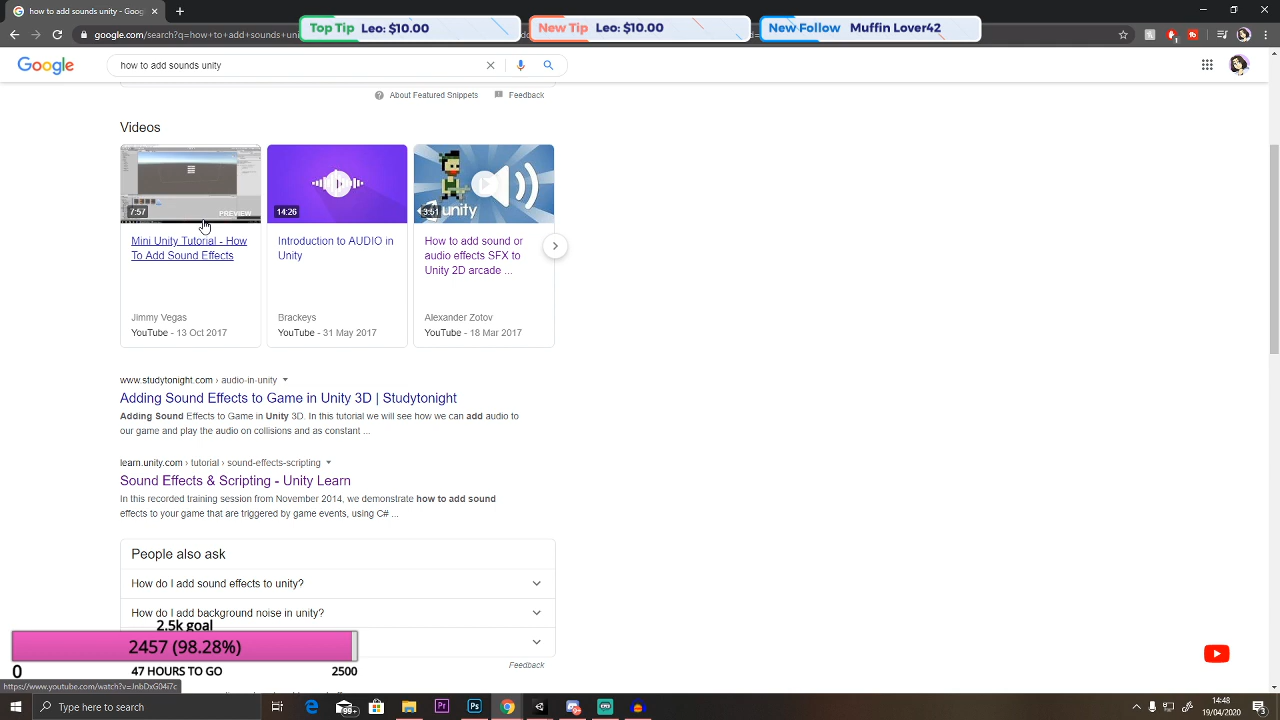 how to add sounds unity - Goo
Top Tip Leo: $10.00
New Tip Leo: $10.00
New Follow Muffin Lover42
google.com/search?q=how
Google
how to add sounds unity
About Featured Snippets Feedback
Videos
7:57
PREVIEW
14:26
3:51
unity
Mini Unity Tutorial - How To Add Sound Effects
Jimmy Vegas
YouTube - 13 Oct 2017
Introduction to AUDIO in Unity
Brackeys
YouTube - 31 May 2017
How to add sound or audio effects SFX to Unity 2D arcade ...
Alexander Zotov
YouTube - 18 Mar 2017
www.studytonight.com › audio-in-unity
Adding Sound Effects to Game in Unity 3D | Studytonight
Adding Sound Effects to Game in Unity 3D. In this tutorial we will see how we can add audio to
our game and play the audio on collisions and as constant ...
learn.unity.com › tutorial › sound-effects-scripting
Sound Effects & Scripting - Unity Learn
In this recorded training session from November 2014, we demonstrate how to add sound
effects to your game that are triggered by game events, using C# ...
People also ask
How do I add sound effects to unity?
How do I add background noise in unity?
2.5k goal
2457 (98.28%)
0 47 HOURS TO GO 2500
Feedback
https://www.youtube.com/watch?v=JnbDxG04i7c
Type here to search
14:48
19/04/2020